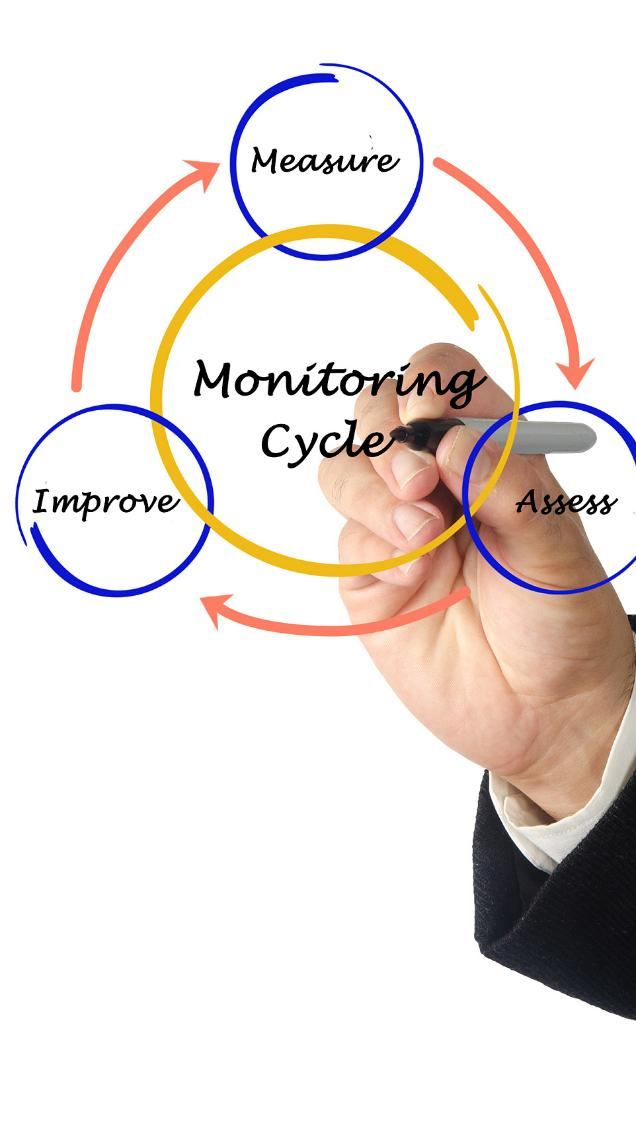 Measure
Monitoring
Cycle
Improve
Assess